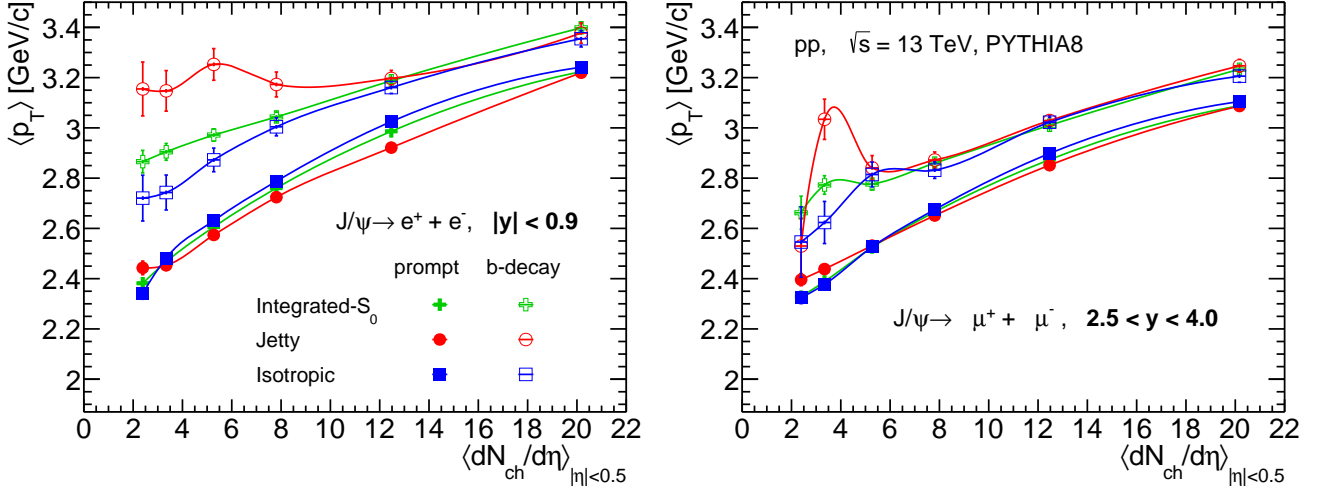 ⟨p_T⟩ [GeV/c]
3.4
3.2
3
2.8
2.6
2.4
2.2
2
J/ψ→ e⁺ + e⁻, |y| < 0.9
prompt b-decay
Integrated-S₀
Jetty
Isotropic
0 2 4 6 8 10 12 14 16 18 20 22
⟨dN_ch/dη⟩_|η|<0.5
⟨p_T⟩ [GeV/c]
3.4
3.2
3
2.8
2.6
2.4
2.2
2
pp, √s = 13 TeV, PYTHIA8
J/ψ→ μ⁺ + μ⁻, 2.5 < y < 4.0
0 2 4 6 8 10 12 14 16 18 20 22
⟨dN_ch/dη⟩_|η|<0.5